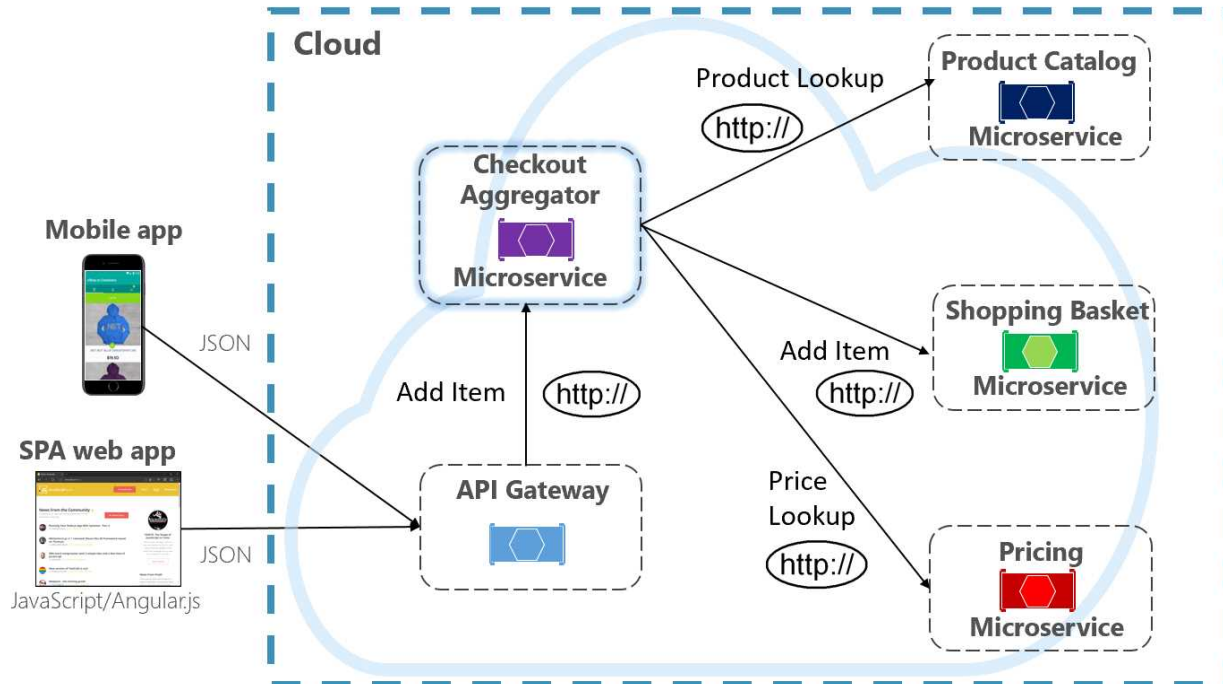 Cloud
Product Lookup
http://
Product Catalog
Microservice
Checkout
Aggregator
Microservice
Mobile app
JSON
Add Item
http://
Shopping Basket
Microservice
Add Item
http://
SPA web app
JSON
JavaScript/Angular.js
API Gateway
Price
Lookup
http://
Pricing
Microservice